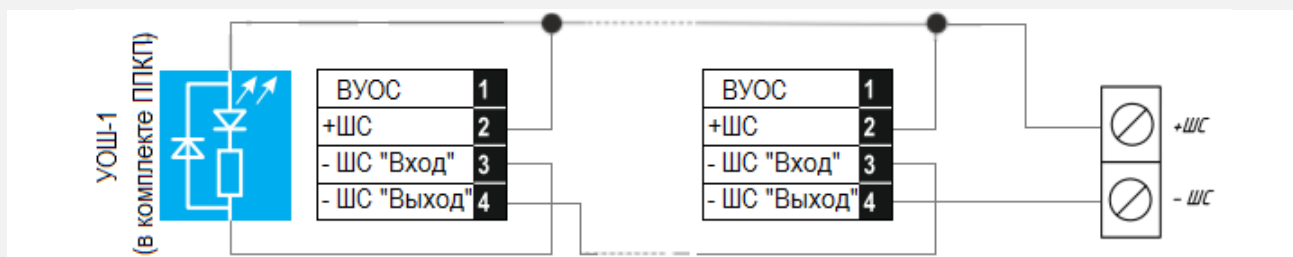 УОШ-1
(в комплекте ППКП)
ВУОС 1
+ШС 2
- ШС "Вход" 3
- ШС "Выход" 4
ВУОС 1
+ШС 2
- ШС "Вход" 3
- ШС "Выход" 4
+ШС
- ШС